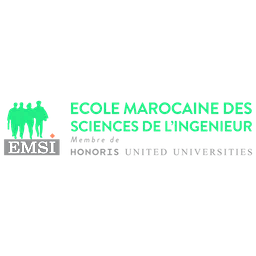 EMSI
ECOLE MAROCAINE DES
SCIENCES DE L'INGENIEUR
Membre de
HONORIS UNITED UNIVERSITIES